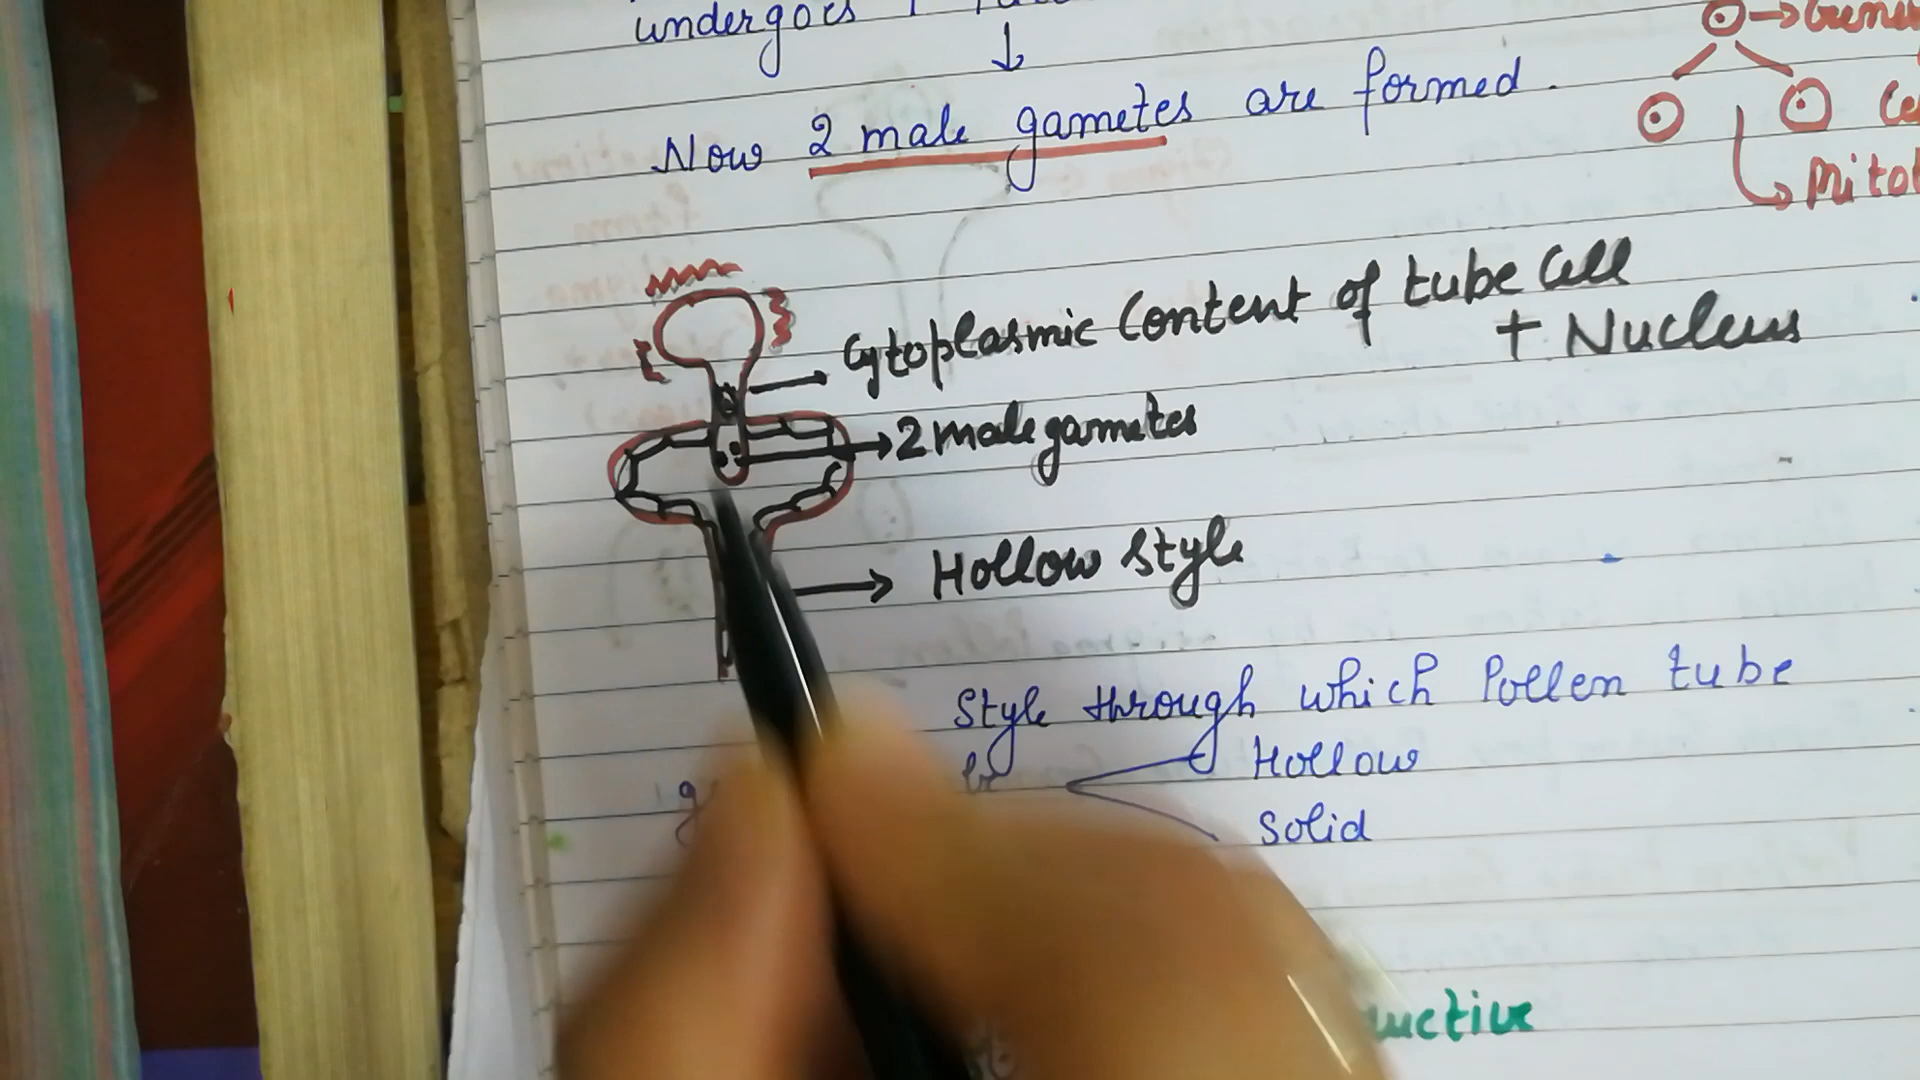 undergoes
Now 2 male gametes are formed.
Cytoplasmic Content of tube Cell
+ Nucleus
2 male gametes
Hollow Style
Style through which Pollen tube
Hollow
Solid